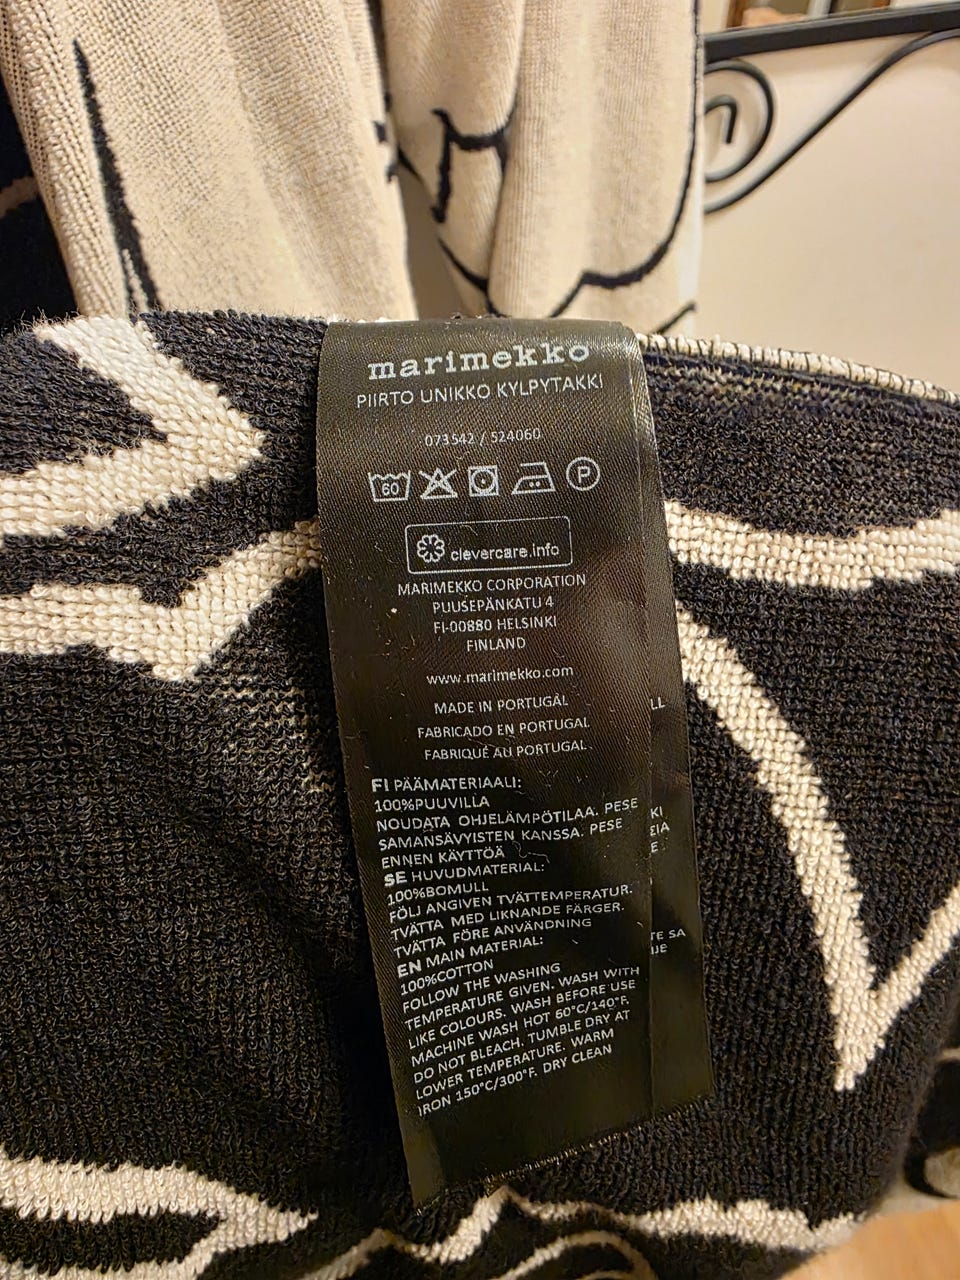 marimekko
PIIRTO UNIKKO KYLPYTAKKI
073542 / 524060
60
P
clevercare.info
MARIMEKKO CORPORATION
PUUSEPÄNKATU 4
FI-00880 HELSINKI
FINLAND
www.marimekko.com
MADE IN PORTUGAL
FABRICADO EN PORTUGAL
FABRIQUÉ AU PORTUGAL
FI PÄÄMATERIAALI:
100%PUUVILLA
NOUDATA OHJELÄMPÖTILAA. PESE
SAMANSÄVYISTEN KANSSA. PESE
ENNEN KÄYTTÖÄ
SE HUVUDMATERIAL:
100%BOMULL
FÖLJ ANGIVEN TVÄTTEMPERATUR.
TVÄTTA MED LIKNANDE FÄRGER.
TVÄTTA FÖRE ANVÄNDNING
EN MAIN MATERIAL:
100%COTTON
FOLLOW THE WASHING
TEMPERATURE GIVEN. WASH WITH
LIKE COLOURS. WASH BEFORE USE
MACHINE WASH HOT 60°C/140°F.
DO NOT BLEACH. TUMBLE DRY AT
LOWER TEMPERATURE. WARM
IRON 150°C/300°F. DRY CLEAN